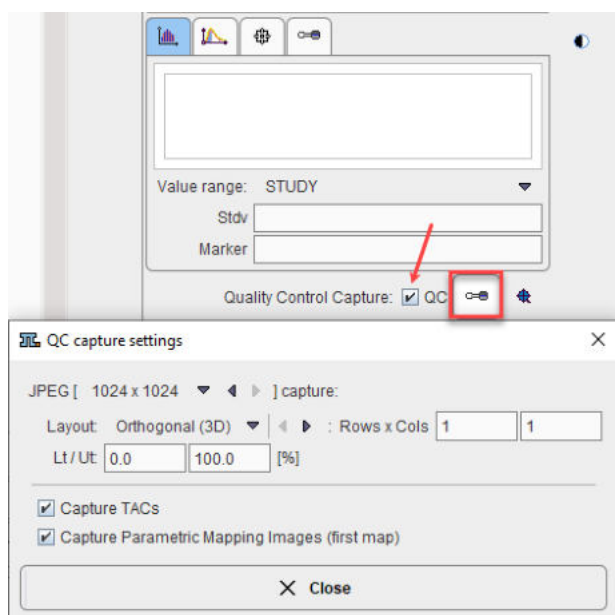 Value range: STUDY
Stdv
Marker
Quality Control Capture: QC
QC capture settings
JPEG [ 1024 x 1024 ] capture:
Layout: Orthogonal (3D) : Rows x Cols 1 1
Lt / Ut: 0.0 100.0 [%]
Capture TACs
Capture Parametric Mapping Images (first map)
Close